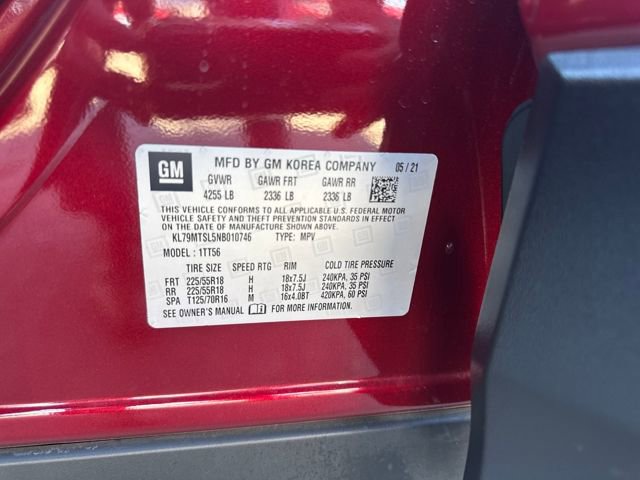 GM MFD BY GM KOREA COMPANY 05/21
GVWR GAWR FRT GAWR RR
4255 LB 2336 LB 2336 LB
THIS VEHICLE CONFORMS TO ALL APPLICABLE U.S. FEDERAL MOTOR
VEHICLE SAFETY AND THEFT PREVENTION STANDARDS IN EFFECT
ON THE DATE OF MANUFACTURE SHOWN ABOVE.
KL79MTSL5NB010746 TYPE: MPV
MODEL: 1TT56
TIRE SIZE SPEED RTG RIM COLD TIRE PRESSURE
FRT 225/55R18 H 18x7.5J 240KPA, 35 PSI
RR 225/55R18 H 18x7.5J 240KPA, 35 PSI
SPA T125/70R16 M 16x4.0BT 420KPA, 60 PSI
SEE OWNER'S MANUAL FOR MORE INFORMATION.